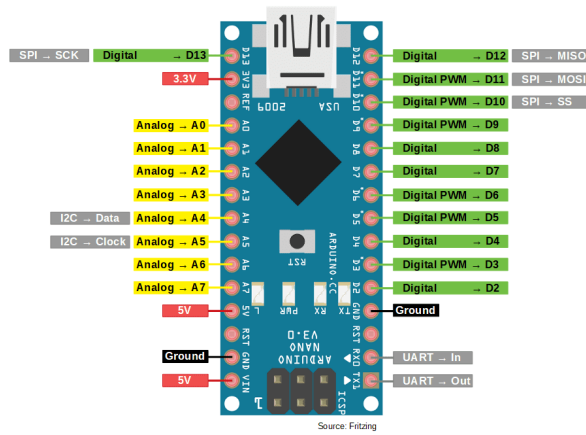 SPI → SCK Digital → D13 D13 D12 Digital → D12 SPI → MISO
3.3V 3V3 D11 Digital PWM → D11 SPI → MOSI
REF D10 Digital PWM → D10 SPI → SS
2009 USA
Analog → A0 A0 D9 Digital PWM → D9
Analog → A1 A1 D8 Digital → D8
Analog → A2 A2 D7 Digital → D7
Analog → A3 A3 D6 Digital PWM → D6
I2C → Data Analog → A4 A4 D5 Digital PWM → D5
I2C → Clock Analog → A5 A5 D4 Digital → D4
RST
ARDUINO.CC
Analog → A6 A6 D3 Digital PWM → D3
Analog → A7 A7 D2 Digital → D2
5V 5V L PWR RX TX GND Ground
RST RST
V3.0
NANO
ARDUINO
Ground GND RX0 UART → In
5V VIN TX1 UART → Out
1 ICSP
Source: Fritzing